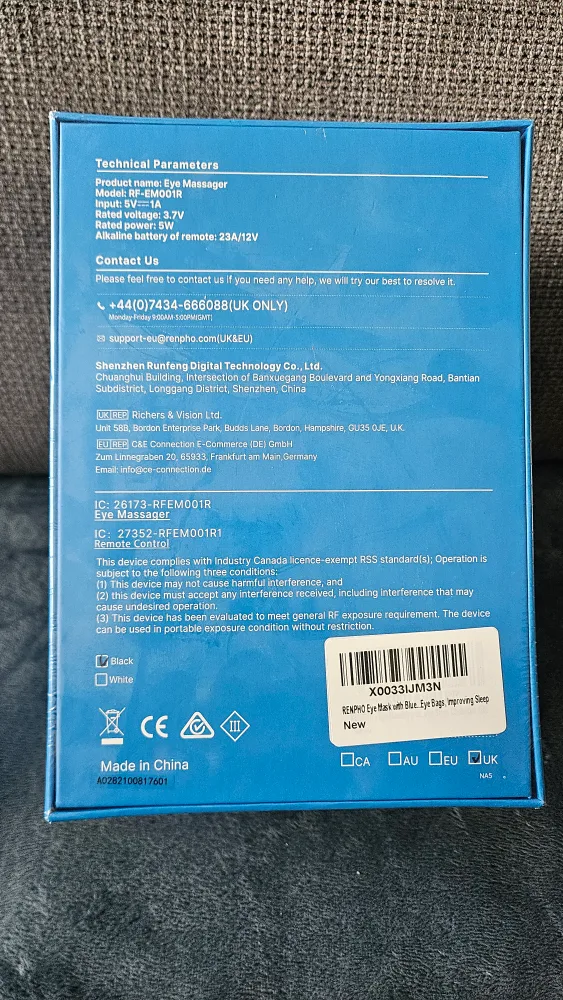 Technical Parameters
Product name: Eye Massager
Model: RF-EM001R
Input: 5V⎓1A
Rated voltage: 3.7V
Rated power: 5W
Alkaline battery of remote: 23A/12V
Contact Us
Please feel free to contact us if you need any help, we will try our best to resolve it.
+44(0)7434-666088(UK ONLY)
Monday-Friday 9:00AM-5:00PM(GMT)
support-eu@renpho.com(UK&EU)
Shenzhen Runfeng Digital Technology Co., Ltd.
Chuanghui Building, Intersection of Banxuegang Boulevard and Yongxiang Road, Bantian
Subdistrict, Longgang District, Shenzhen, China
UK REP Richers & Vision Ltd.
Unit 58B, Bordon Enterprise Park, Budds Lane, Bordon, Hampshire, GU35 0JE, U.K.
EU REP C&E Connection E-Commerce (DE) GmbH
Zum Linnegraben 20, 65933, Frankfurt am Main,Germany
Email: info@ce-connection.de
IC: 26173-RFEM001R
Eye Massager
IC: 27352-RFEM001R1
Remote Control
This device complies with Industry Canada licence-exempt RSS standard(s); Operation is
subject to the following three conditions:
(1) This device may not cause harmful interference, and
(2) this device must accept any interference received, including interference that may
cause undesired operation.
(3) This device has been evaluated to meet general RF exposure requirement. The device
can be used in portable exposure condition without restriction.
Black
White
X0033IJM3N
RENPHO Eye Mask with Blue...Eye Bags, Improving Sleep
New
CE
III
CA AU EU UK
NA5
Made in China
A0282100817601